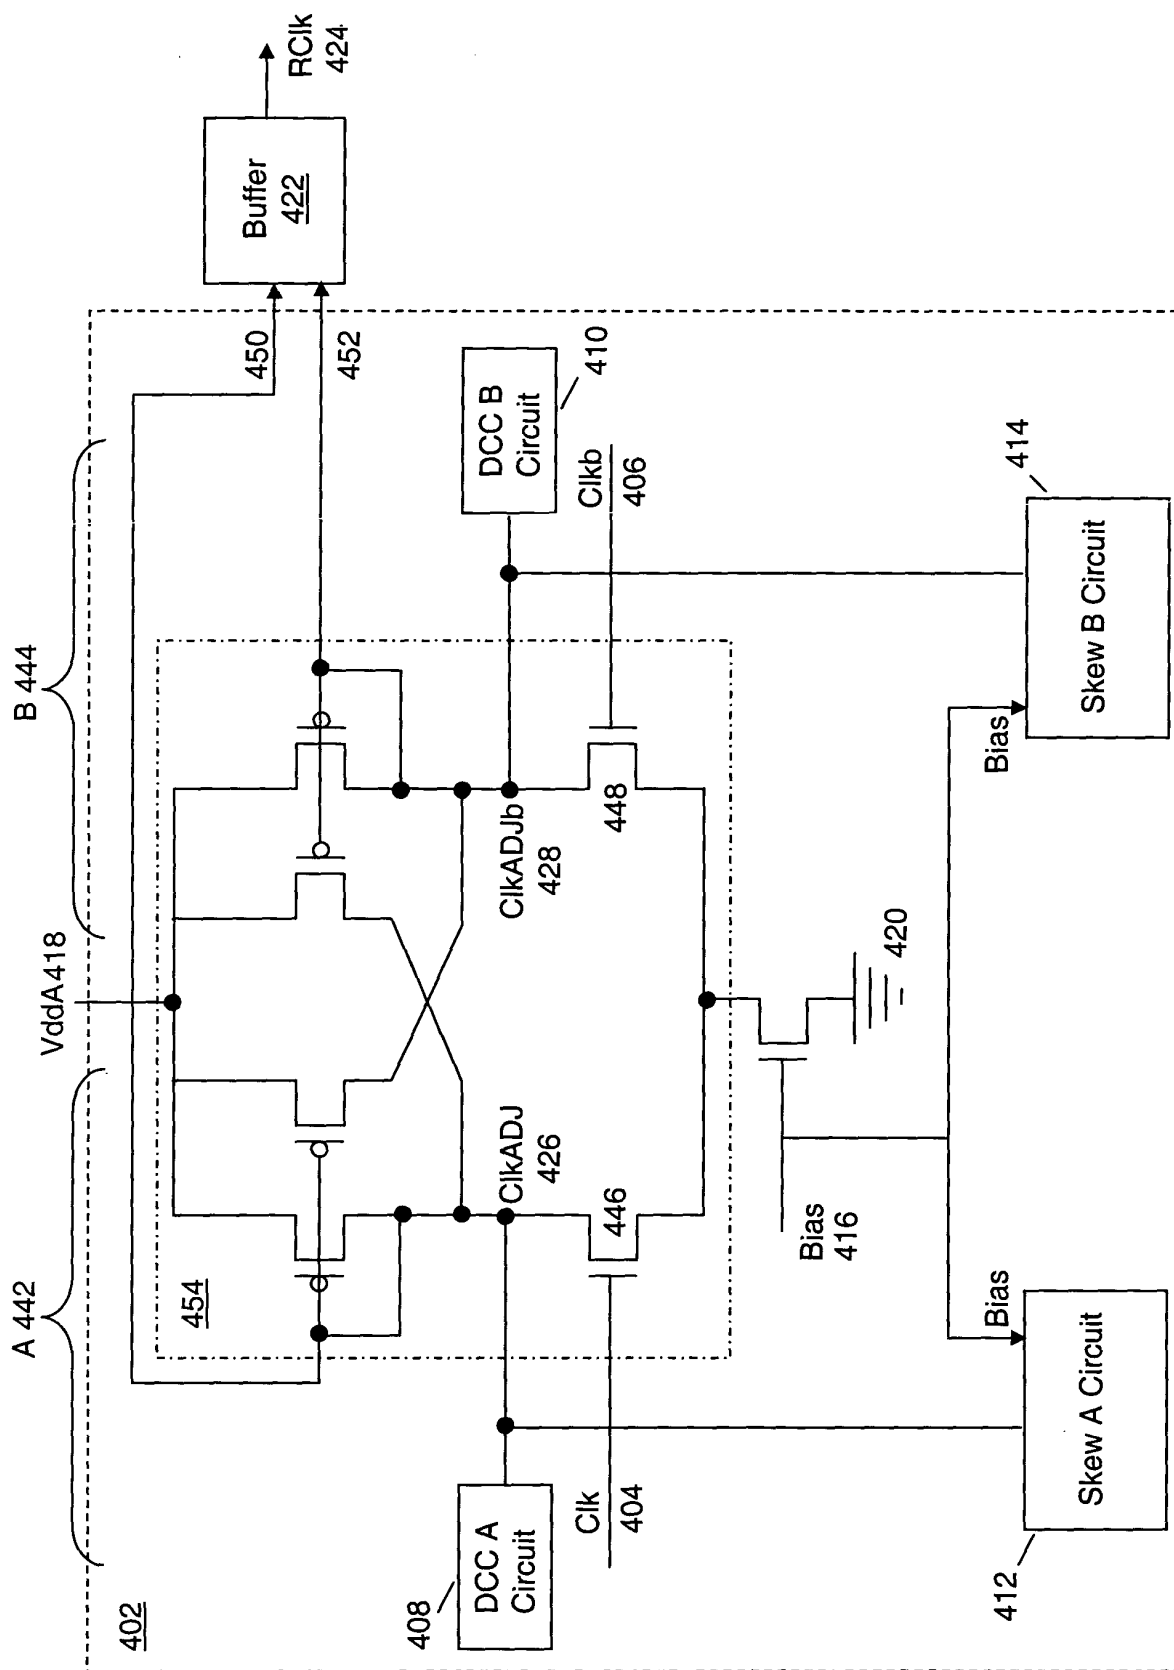 A 442
VddA418
B 444
402
454
450
452
Buffer
422
RClk
424
408
DCC A
Circuit
ClkADJ
426
ClkADJb
428
DCC B
Circuit
410
Clk
404
446
448
Clkb
406
Bias
416
420
Bias
Bias
412
Skew A Circuit
Skew B Circuit
414